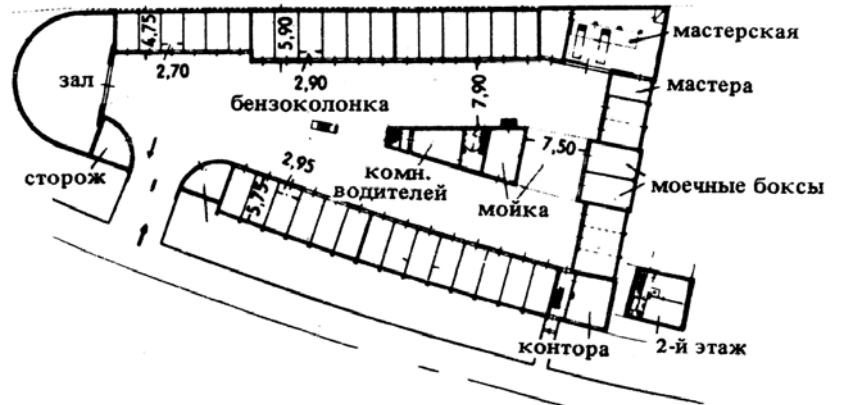 4,75
5,90
мастерская
зал
2,70
2,90
7,90
мастера
бензоколонка
7,50
сторож
2,95
комн.
водителей
моечные боксы
5,75
мойка
контора
2-й этаж